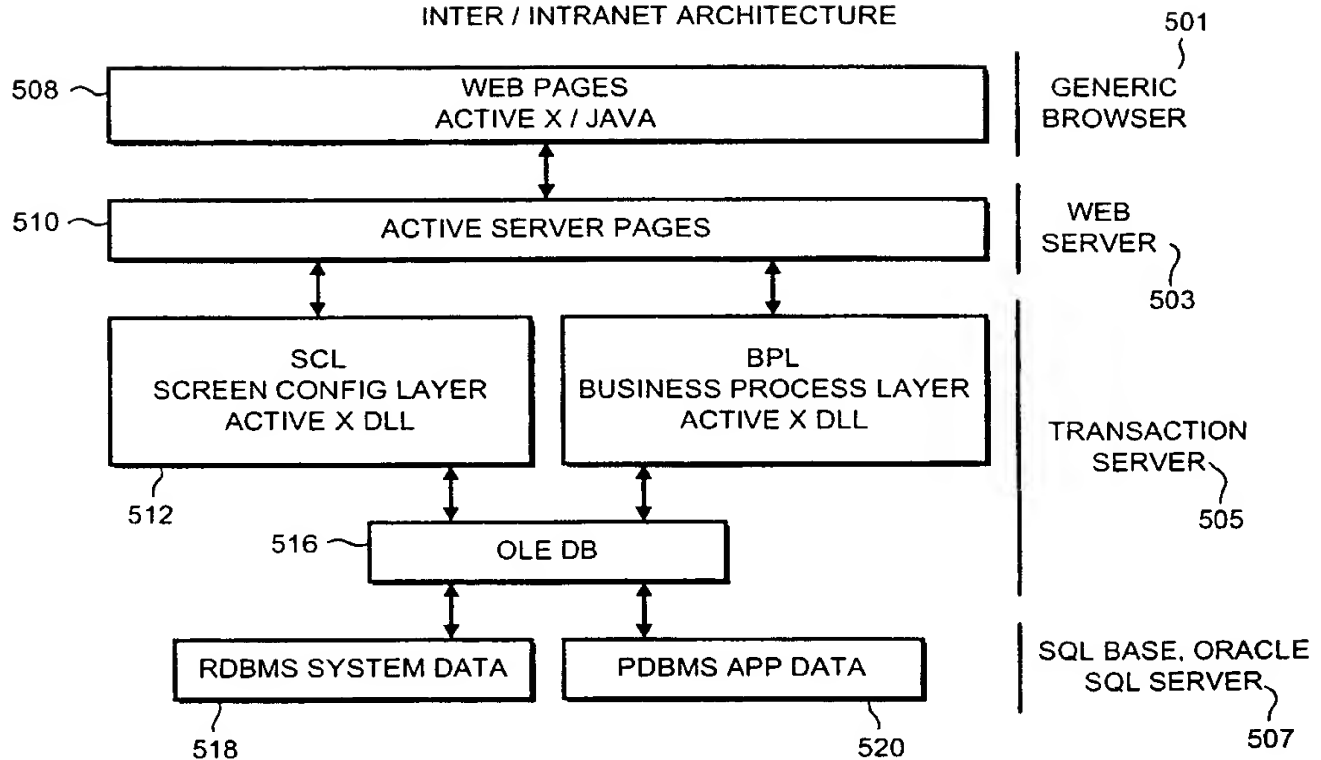 INTER / INTRANET ARCHITECTURE
501
508
WEB PAGES
ACTIVE X / JAVA
GENERIC
BROWSER
510
ACTIVE SERVER PAGES
WEB
SERVER
503
SCL
SCREEN CONFIG LAYER
ACTIVE X DLL
BPL
BUSINESS PROCESS LAYER
ACTIVE X DLL
TRANSACTION
SERVER
505
512
516
OLE DB
RDBMS SYSTEM DATA
PDBMS APP DATA
SQL BASE, ORACLE
SQL SERVER
507
518
520